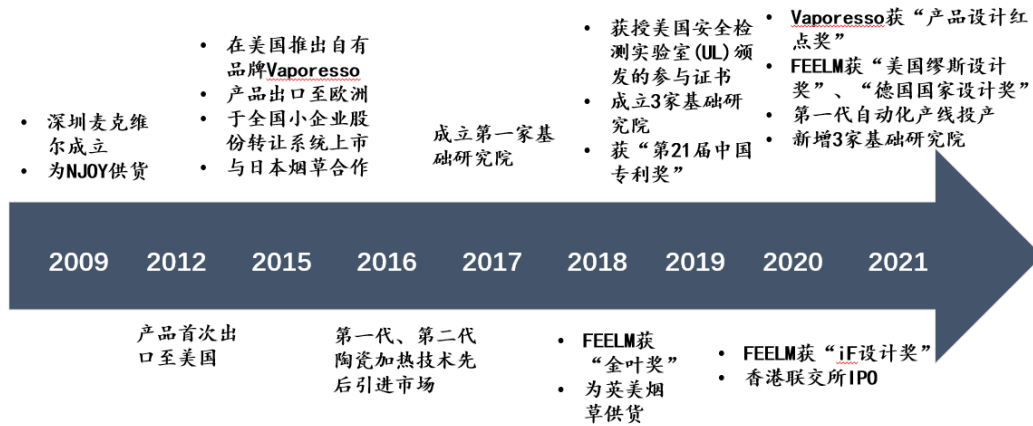 • 深圳麦克维
尔成立
• 为NJOY供货
• 在美国推出自有
品牌Vaporesso
• 产品出口至欧洲
• 于全国小企业股
份转让系统上市
• 与日本烟草合作
成立第一家基
础研究院
• 获授美国安全检
测实验室(UL)颁
发的参与证书
• 成立3家基础研
究院
• 获“第21届中国
专利奖”
• Vaporesso获“产品设计红
点奖”
• FEELM获“美国缪斯设计
奖”、“德国国家设计奖”
• 第一代自动化产线投产
• 新增3家基础研究院
2009 2012 2015 2016 2017 2018 2019 2020 2021
产品首次出
口至美国
第一代、第二代
陶瓷加热技术先
后引进市场
• FEELM获
“金叶奖”
• 为英美烟
草供货
• FEELM获“iF设计奖”
• 香港联交所IPO